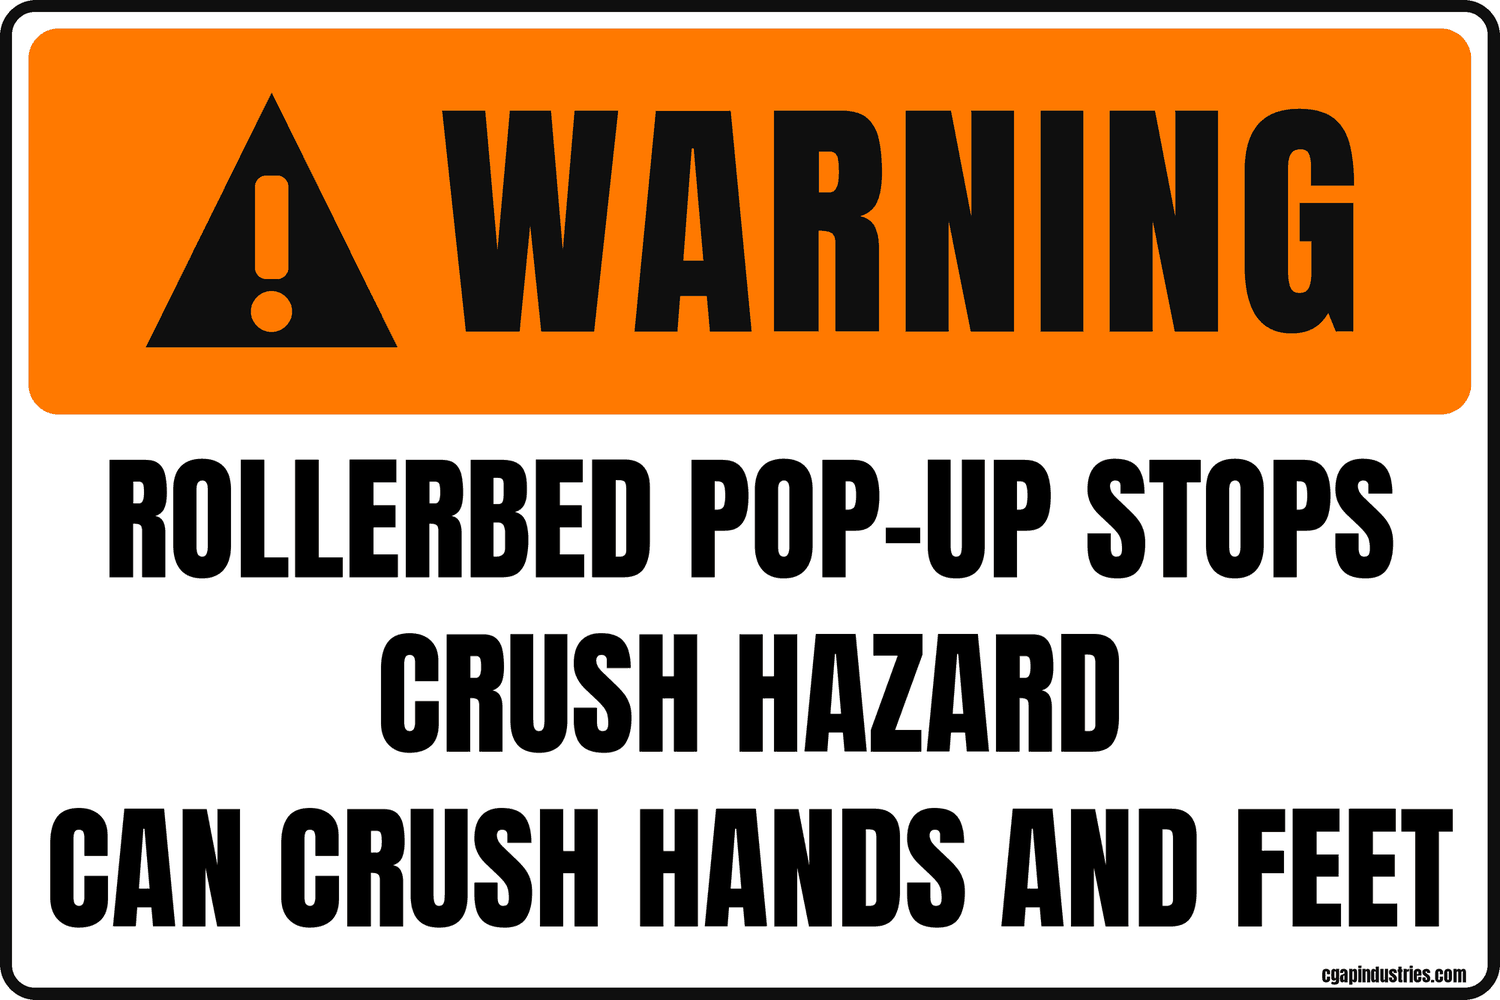 WARNING
ROLLERBED POP-UP STOPS
CRUSH HAZARD
CAN CRUSH HANDS AND FEET
cgapindustries.com